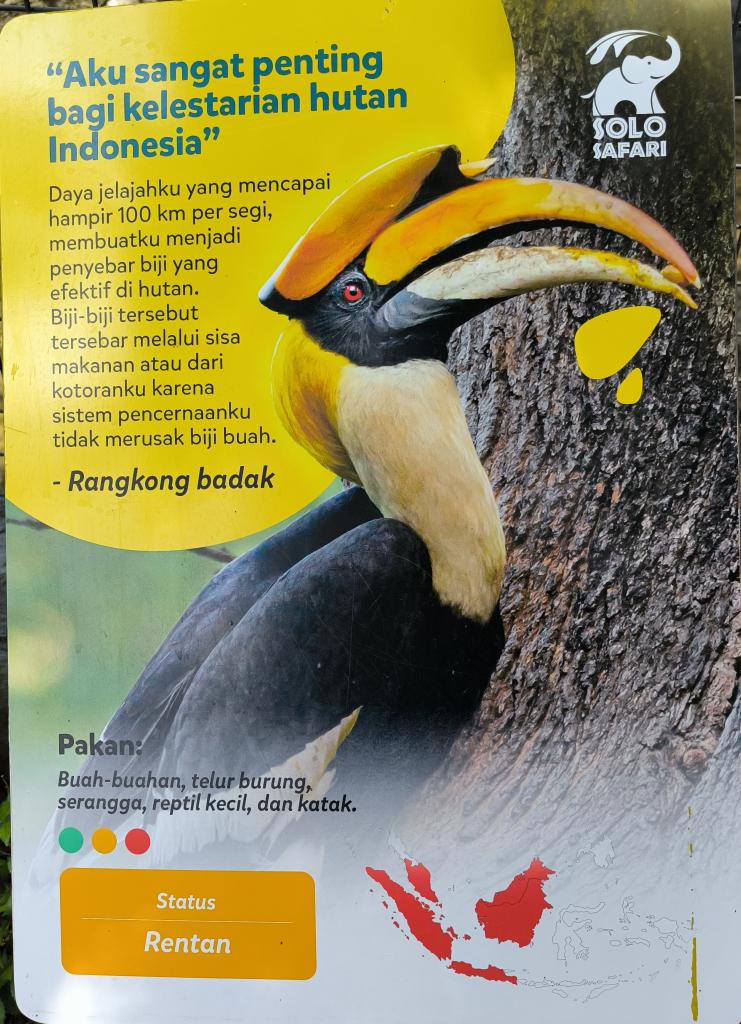 “Aku sangat penting
bagi kelestarian hutan
Indonesia”
SOLO
SAFARI
Daya jelajahku yang mencapai
hampir 100 km per segi,
membuatku menjadi
penyebar biji yang
efektif di hutan.
Biji-biji tersebut
tersebar melalui sisa
makanan atau dari
kotoranku karena
sistem pencernaanku
tidak merusak biji buah.
- Rangkong badak
Pakan:
Buah-buahan, telur burung,
serangga, reptil kecil, dan katak.
Status
Rentan